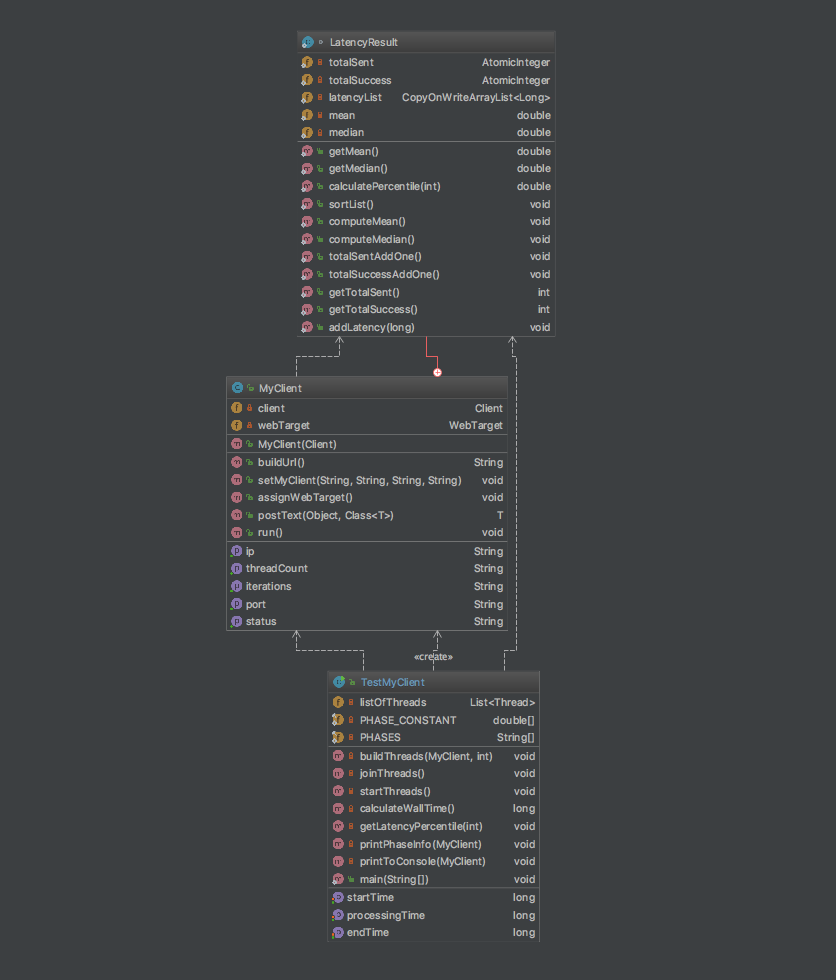 LatencyResult
totalSent AtomicInteger
totalSuccess AtomicInteger
latencyList CopyOnWriteArrayList<Long>
mean double
median double
getMean() double
getMedian() double
calculatePercentile(int) double
sortList() void
computeMean() void
computeMedian() void
totalSentAddOne() void
totalSuccessAddOne() void
getTotalSent() int
getTotalSuccess() int
addLatency(long) void
MyClient
client Client
webTarget WebTarget
MyClient(Client)
buildUrl() String
setMyClient(String, String, String, String) void
assignWebTarget() void
postText(Object, Class<T>) T
run() void
ip String
threadCount String
iterations String
port String
status String
«create»
TestMyClient
listOfThreads List<Thread>
PHASE_CONSTANT double[]
PHASES String[]
buildThreads(MyClient, int) void
joinThreads() void
startThreads() void
calculateWallTime() long
getLatencyPercentile(int) void
printPhaseInfo(MyClient) void
printToConsole(MyClient) void
main(String[]) void
startTime long
processingTime long
endTime long